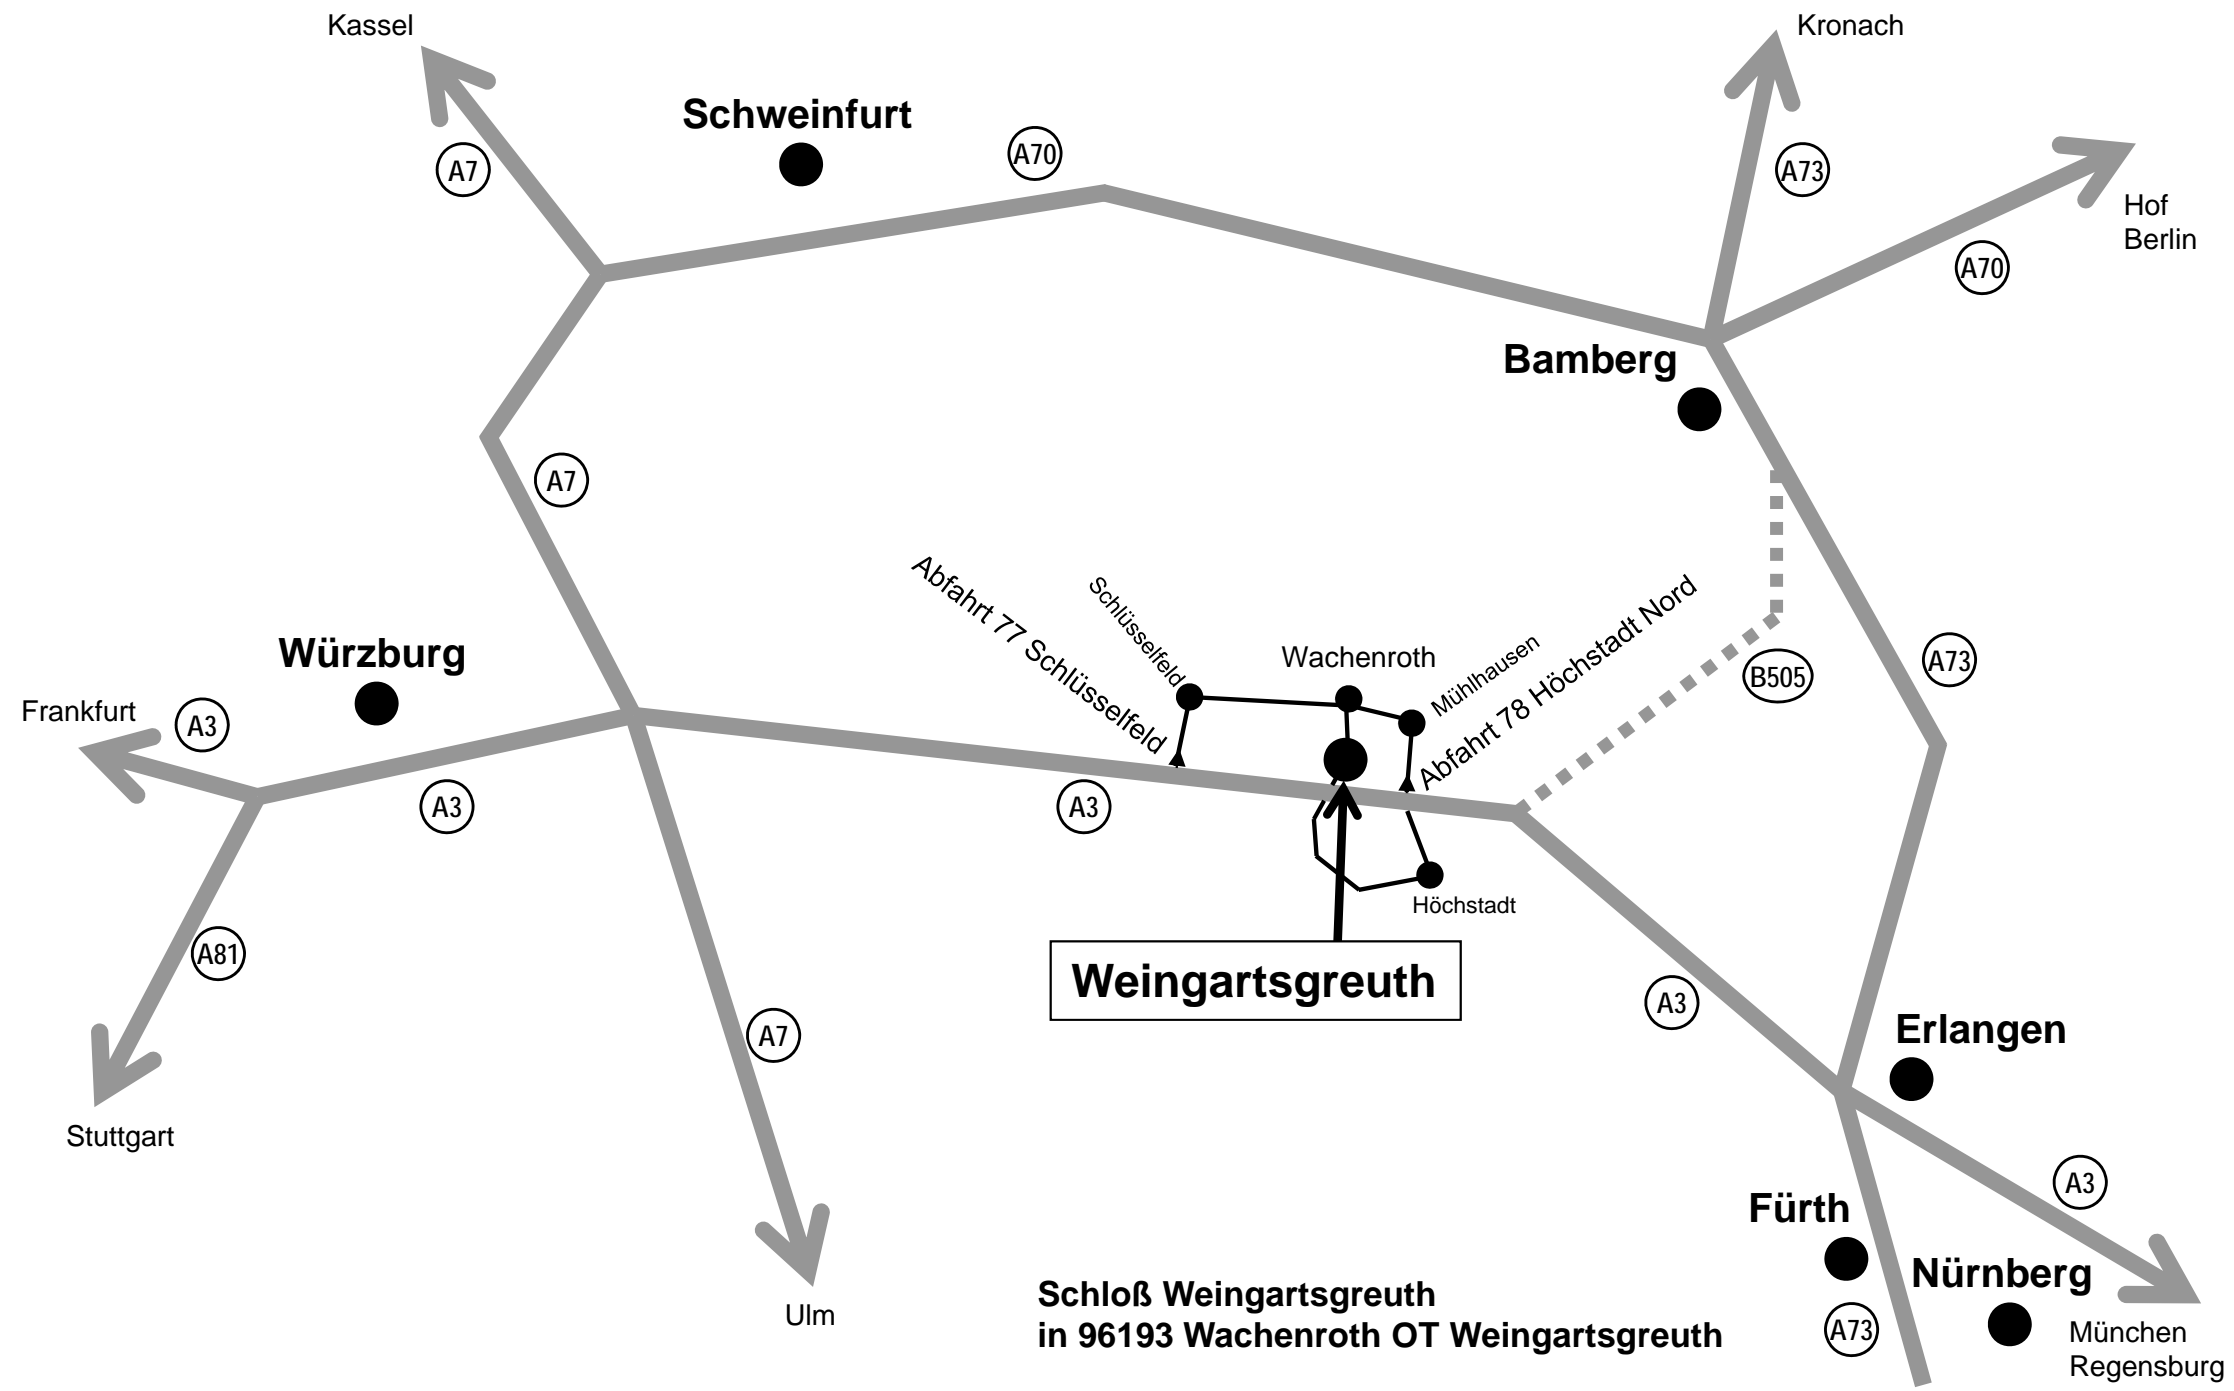 Kassel
Kronach
Schweinfurt
A70
A7
A73
Hof
Berlin
A70
Bamberg
A7
Abfahrt 77 Schlüsselfeld
Schlüsselfeld
Wachenroth
Mühlhausen
Abfahrt 78 Höchstadt Nord
B505
A73
Würzburg
Frankfurt
A3
A3
A3
Höchstadt
A81
Weingartsgreuth
A3
A7
Erlangen
Stuttgart
A3
Fürth
Nürnberg
Ulm
A73
München
Regensburg
Schloß Weingartsgreuth
in 96193 Wachenroth OT Weingartsgreuth